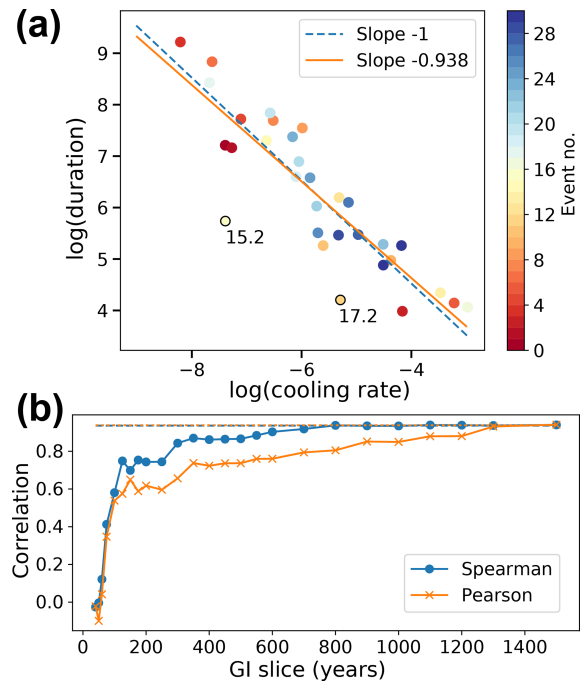 (a)
Slope -1
Slope -0.938
log(duration)
9
8
7
6
5
4
15.2
17.2
−8
−6
−4
log(cooling rate)
28
24
20
16
12
8
4
0
Event no.
(b)
Correlation
0.8
0.6
0.4
0.2
0.0
Spearman
Pearson
0
200
400
600
800
1000
1200
1400
GI slice (years)